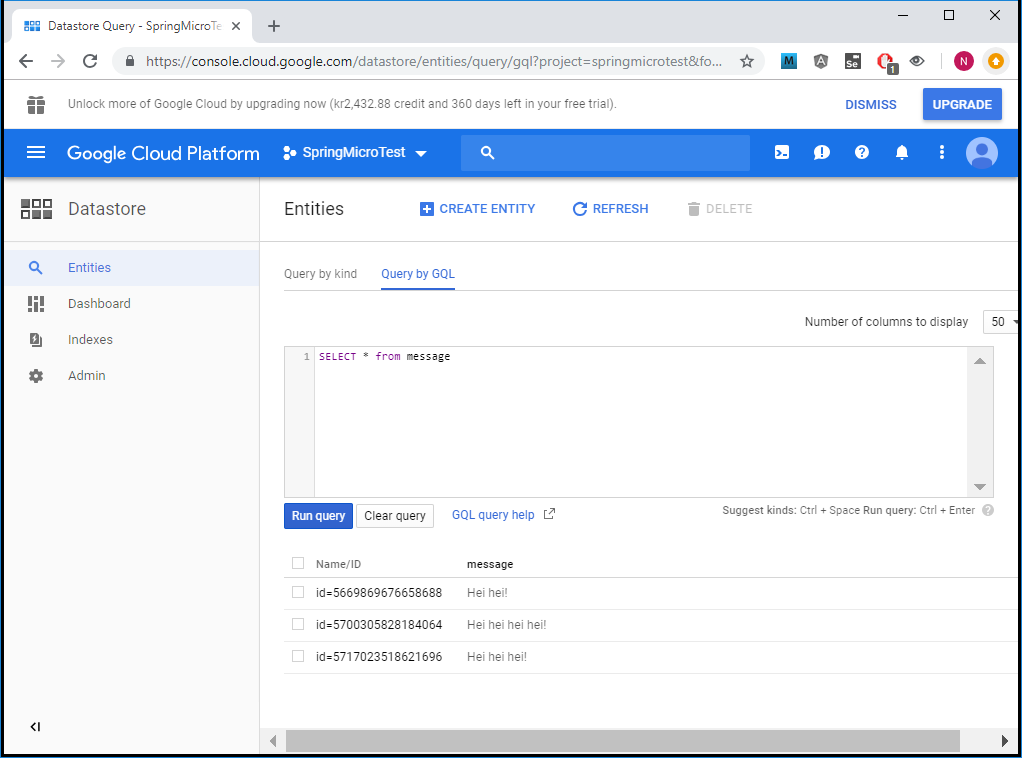 Datastore Query - SpringMicroTe
https://console.cloud.google.com/datastore/entities/query/gql?project=springmicrotest&fo...
M
A
Se
1
N
Unlock more of Google Cloud by upgrading now (kr2,432.88 credit and 360 days left in your free trial).
DISMISS
UPGRADE
Google Cloud Platform
SpringMicroTest
Datastore
Entities
CREATE ENTITY
REFRESH
DELETE
Entities
Dashboard
Indexes
Admin
Query by kind
Query by GQL
Number of columns to display
50
1
SELECT * from message
Run query
Clear query
GQL query help
Suggest kinds: Ctrl + Space Run query: Ctrl + Enter
Name/ID message
id=5669869676658688 Hei hei!
id=5700305828184064 Hei hei hei hei!
id=5717023518621696 Hei hei hei!